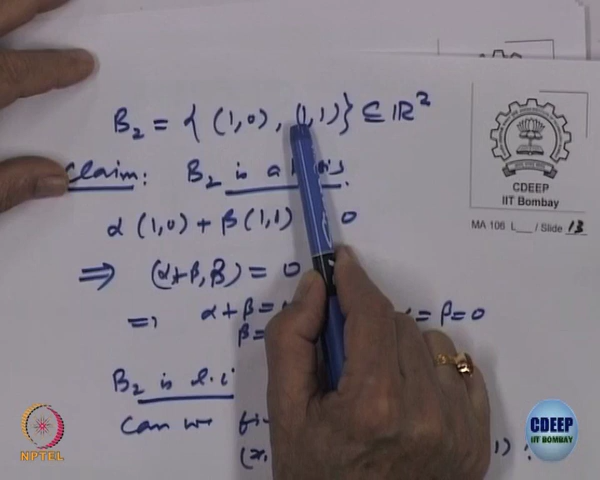 B₂ = { (1,0), (1,1)} ⊆ ℝ²
Claim: B₂ is a
α (1,0) + β (1,1) 0
⇒ (α+β, β) = 0
⇒ α + β = = β = 0
β =
B₂ is l.i
Can we
(x, 1) :
CDEEP
IIT Bombay
MA 106 L___ / Slide 13
NPTEL
CDEEP
IIT BOMBAY